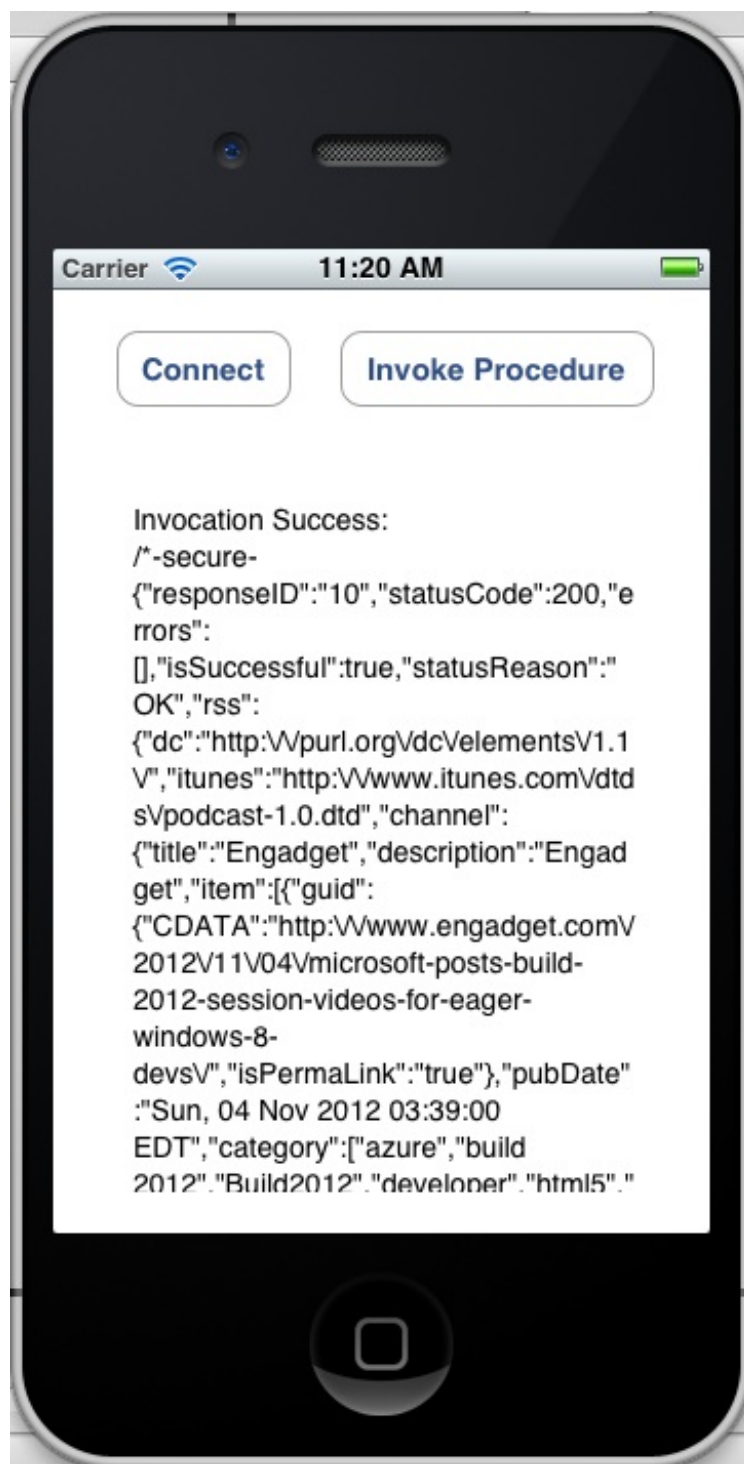 Carrier 11:20 AM
Connect Invoke Procedure
Invocation Success:
/*-secure-
{"responseID":"10","statusCode":200,"e
rrors":
[],"isSuccessful":true,"statusReason":"
OK","rss":
{"dc":"http:\/\/purl.org\/dc\/elements\/1.1
\/","itunes":"http:\/\/www.itunes.com\/dtd
s\/podcast-1.0.dtd","channel":
{"title":"Engadget","description":"Engad
get","item":[{"guid":
{"CDATA":"http:\/\/www.engadget.com\/
2012\/11\/04\/microsoft-posts-build-
2012-session-videos-for-eager-
windows-8-
devs\/","isPermaLink":"true"},"pubDate"
:"Sun, 04 Nov 2012 03:39:00
EDT","category":["azure","build
2012","Build2012","developer","html5","